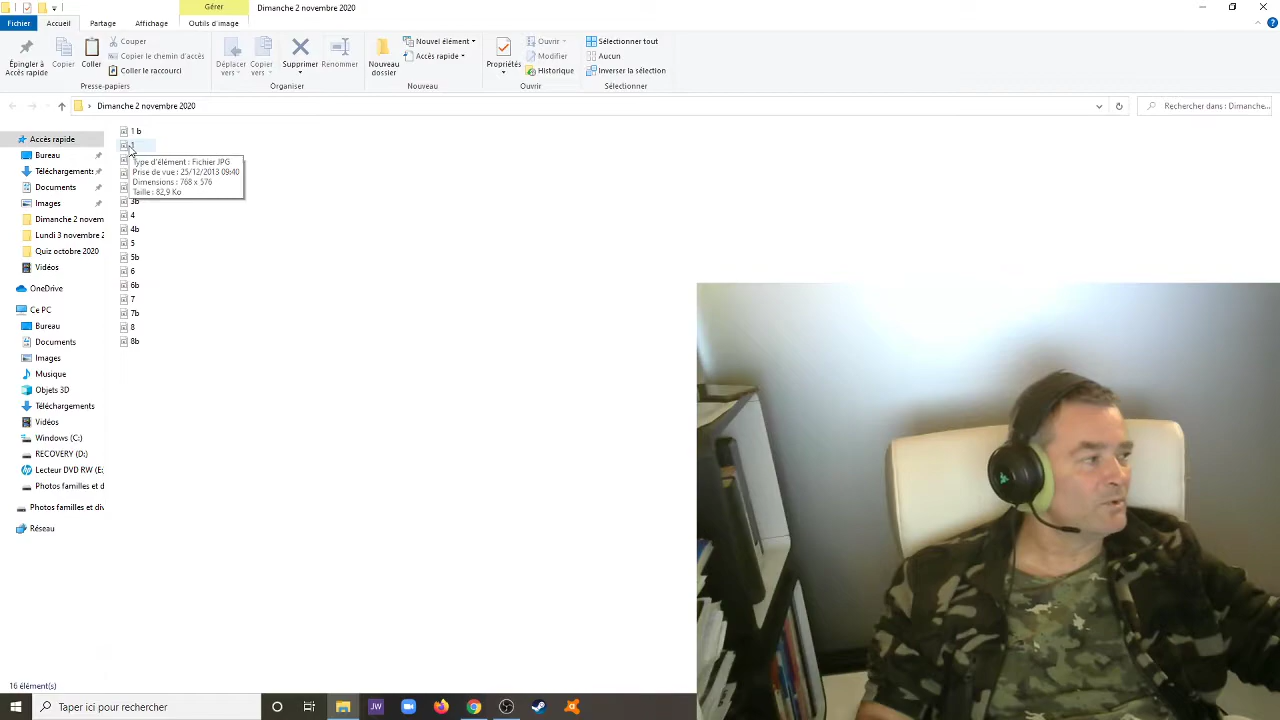 Gérer
Dimanche 2 novembre 2020
Fichier
Accueil
Partage
Affichage
Outils d'image
Épingler à
Accès rapide
Copier
Coller
Couper
Copier le chemin d'accès
Coller le raccourci
Presse-papiers
Déplacer
vers
Copier
vers
Supprimer
Renommer
Organiser
Nouveau
dossier
Nouvel élément
Accès rapide
Nouveau
Propriétés
Ouvrir
Modifier
Historique
Ouvrir
Sélectionner tout
Aucun
Inverser la sélection
Sélectionner
Dimanche 2 novembre 2020
Rechercher dans : Dimanche...
Accès rapide
Bureau
Téléchargements
Documents
Images
Dimanche 2 novem
Lundi 3 novembre 2
Quiz octobre 2020
Vidéos
OneDrive
Ce PC
Bureau
Documents
Images
Musique
Objets 3D
Téléchargements
Vidéos
Windows (C:)
RECOVERY (D:)
Lecteur DVD RW (E:
Photos familles et d
Photos familles et div
Réseau
1 b
1
Type d'élément : Fichier JPG
Prise de vue : 25/12/2013 09:40
Dimensions : 768 x 576
Taille : 82,9 Ko
3b
4
4b
5
5b
6
6b
7
7b
8
8b
16 élément(s)
Taper ici pour rechercher
JW